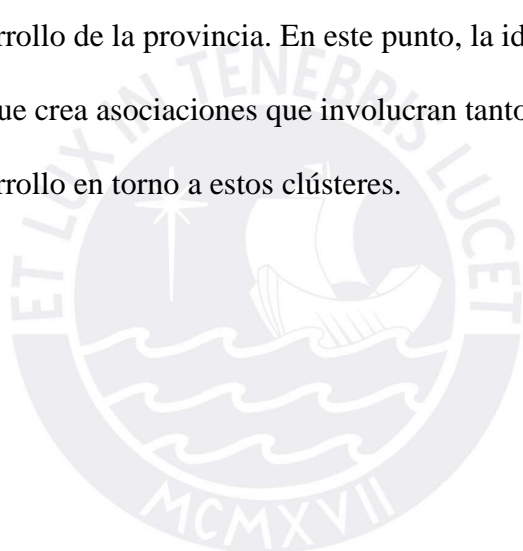 rrollo de la provincia. En este punto, la id
ue crea asociaciones que involucran tanto
rrollo en torno a estos clústeres.
ET LUX IN TENEBRIS LUCET
MCMXVII